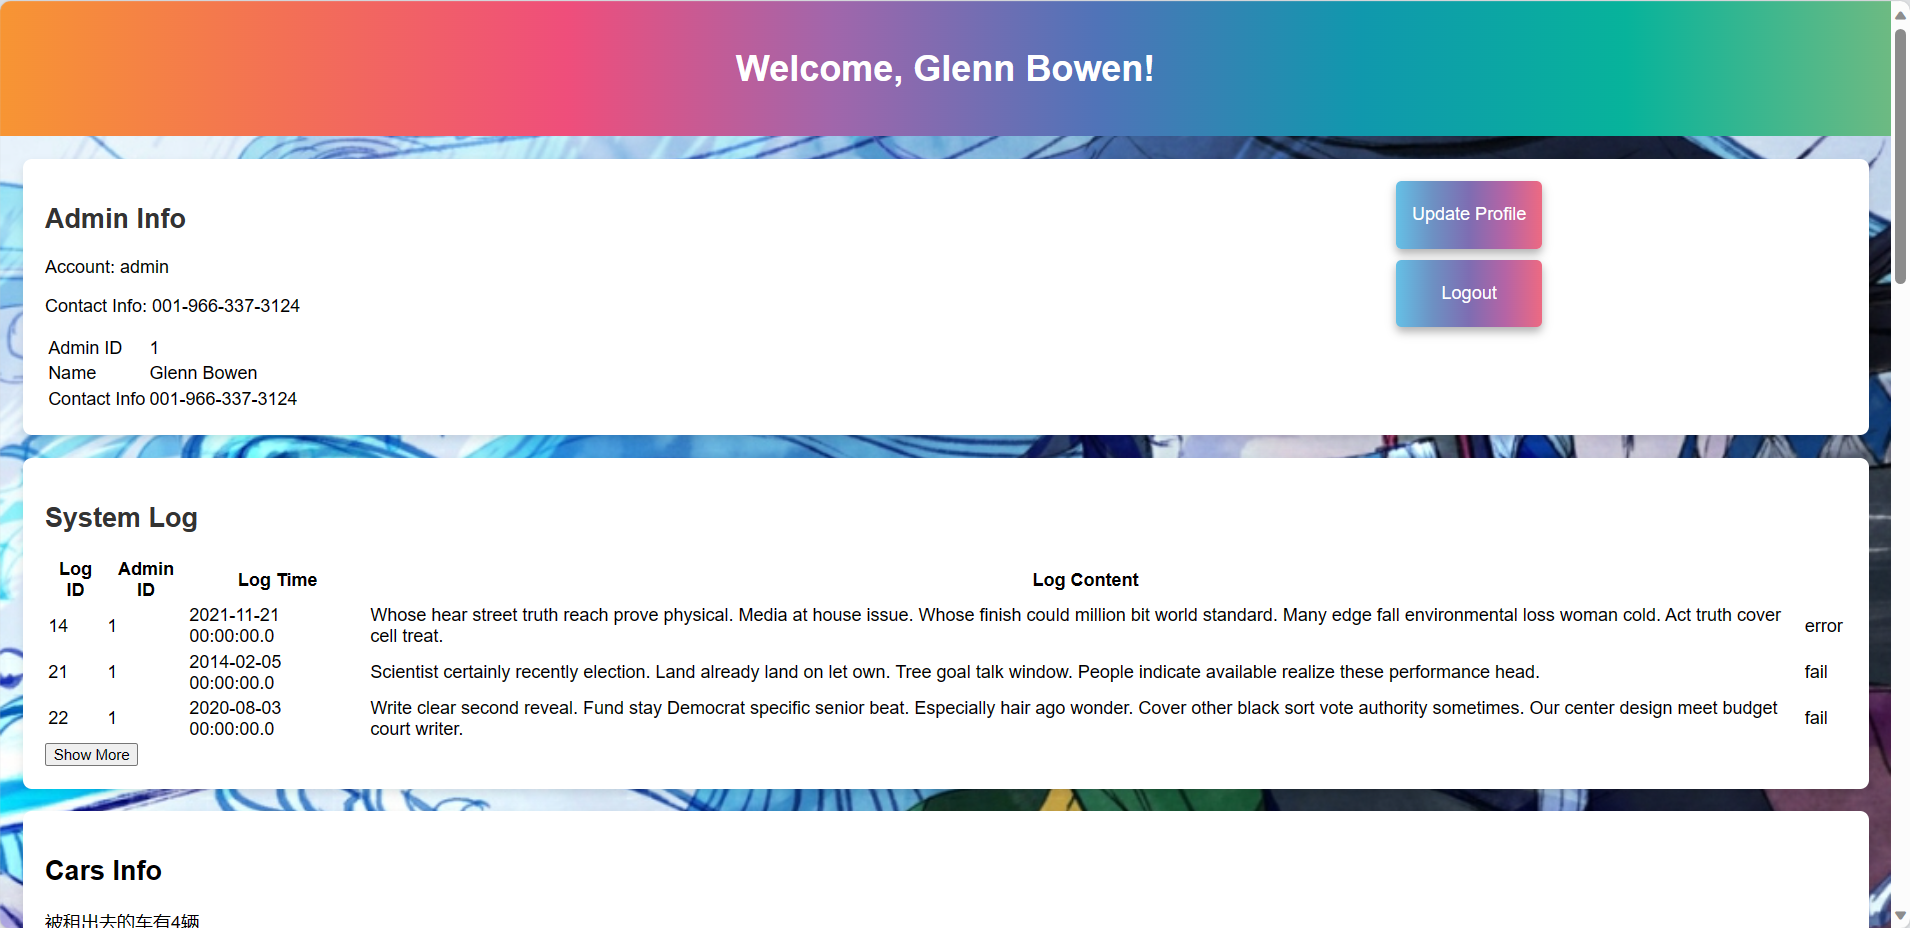 Welcome, Glenn Bowen!
Admin Info
Update Profile
Account: admin
Logout
Contact Info: 001-966-337-3124
Admin ID 1
Name Glenn Bowen
Contact Info 001-966-337-3124
System Log
Log ID Admin ID Log Time Log Content
14 1 2021-11-21 00:00:00.0 Whose hear street truth reach prove physical. Media at house issue. Whose finish could million bit world standard. Many edge fall environmental loss woman cold. Act truth cover cell treat. error
21 1 2014-02-05 00:00:00.0 Scientist certainly recently election. Land already land on let own. Tree goal talk window. People indicate available realize these performance head. fail
22 1 2020-08-03 00:00:00.0 Write clear second reveal. Fund stay Democrat specific senior beat. Especially hair ago wonder. Cover other black sort vote authority sometimes. Our center design meet budget court writer. fail
Show More
Cars Info
被租出去的车有4辆